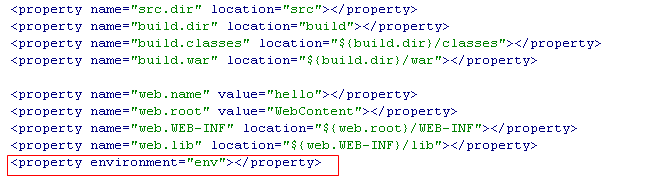 <property name="src.dir" location="src"></property>
<property name="build.dir" location="build"></property>
<property name="build.classes" location="${build.dir}/classes"></property>
<property name="build.war" location="${build.dir}/war"></property>
<property name="web.name" value="hello"></property>
<property name="web.root" value="WebContent"></property>
<property name="web.WEB-INF" location="${web.root}/WEB-INF"></property>
<property name="web.lib" location="${web.WEB-INF}/lib"></property>
<property environment="env"></property>